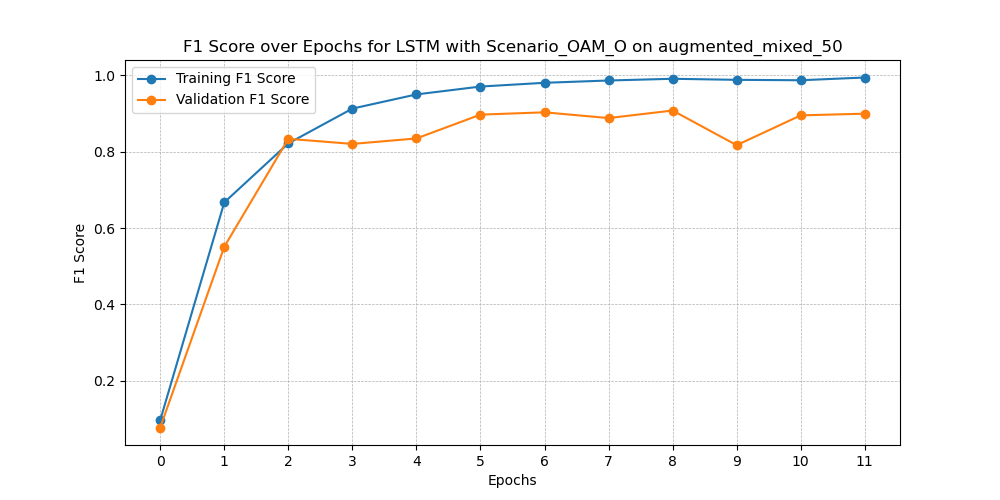 F1 Score over Epochs for LSTM with Scenario_OAM_O on augmented_mixed_50
Training F1 Score
Validation F1 Score
1.0
0.8
0.6
0.4
0.2
F1 Score
0 1 2 3 4 5 6 7 8 9 10 11
Epochs